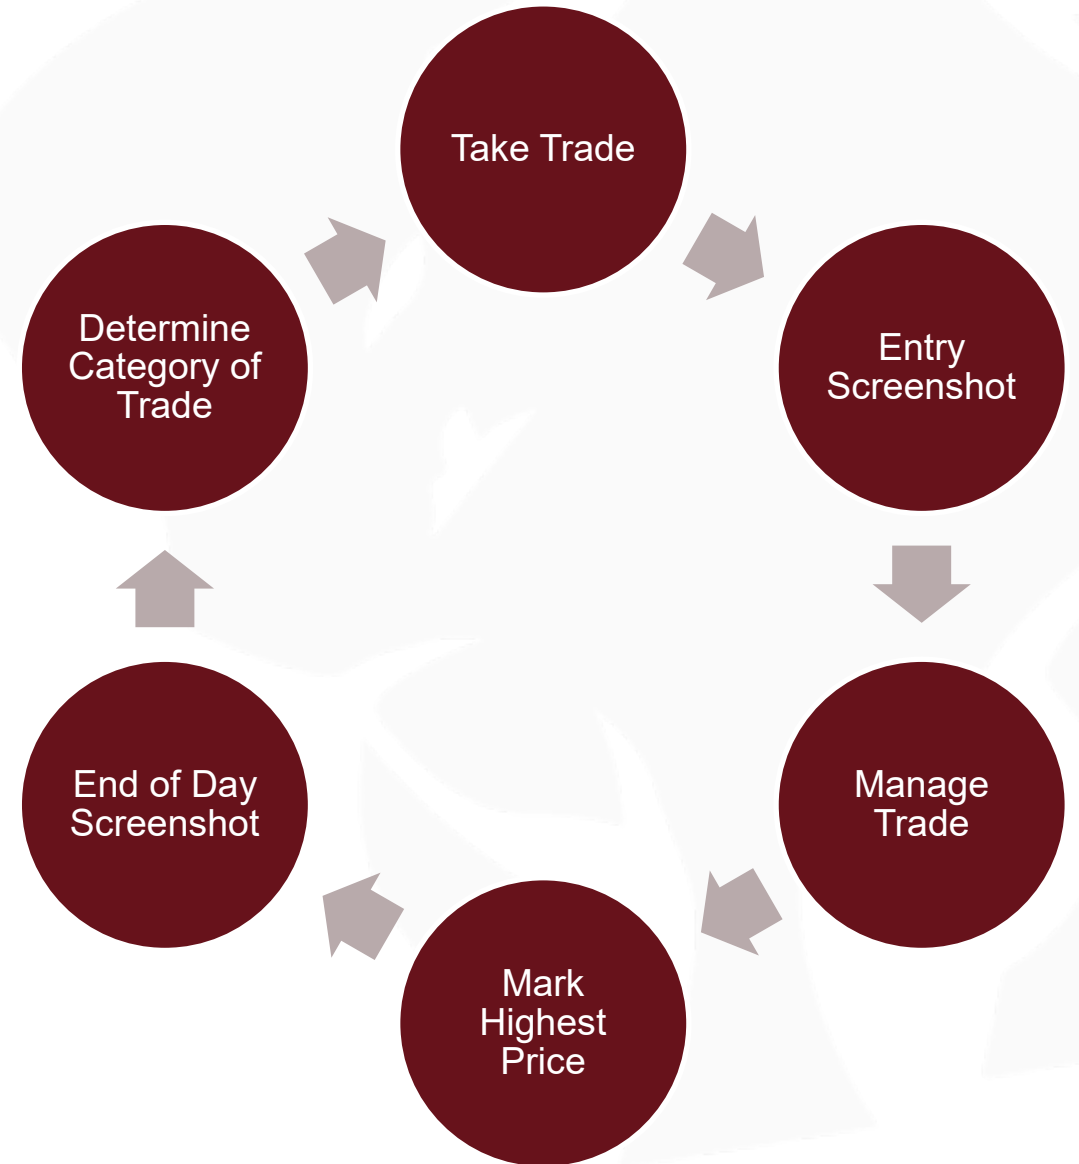 Take Trade
Entry
Screenshot
Manage
Trade
Mark
Highest
Price
End of Day
Screenshot
Determine
Category of
Trade